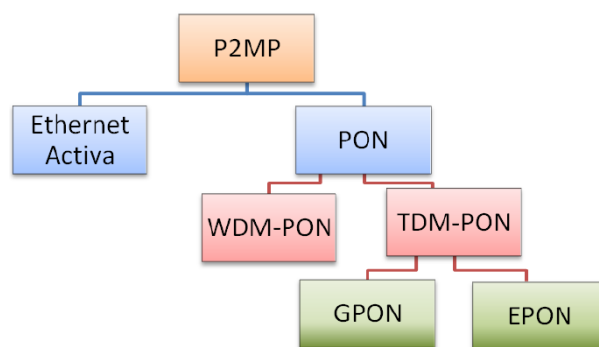 P2MP
Ethernet
Activa
PON
WDM-PON
TDM-PON
GPON
EPON